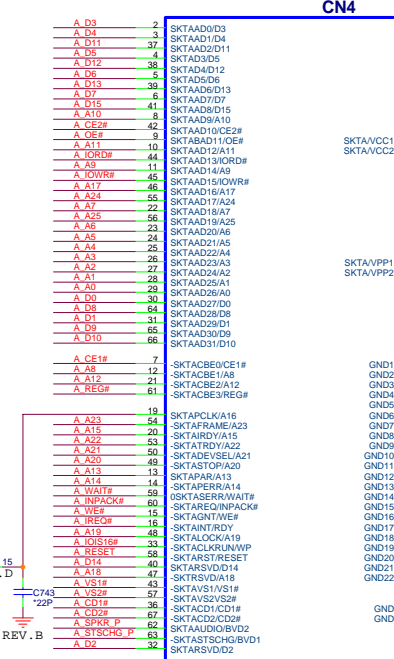 CN4
A_D3 2 SKTAAD0/D3
A_D4 3 SKTAAD1/D4
A_D11 37 SKTAAD2/D11
A_D5 4 SKTAD3/D5
A_D12 38 SKTAD4/D12
A_D6 5 SKTAD5/D6
A_D13 39 SKTAAD6/D13
A_D7 6 SKTAAD7/D7
A_D15 41 SKTAAD8/D15
A_A10 8 SKTAAD9/A10
A_CE2# 42 SKTAAD10/CE2#
A_OE# 9 SKTABAD11/OE# SKTA/VCC1
A_A11 10 SKTAAD12/A11 SKTA/VCC2
A_IORD# 44 SKTAAD13/IORD#
A_A9 11 SKTAAD14/A9
A_IOWR# 45 SKTAAD15/IOWR#
A_A17 46 SKTAAD16/A17
A_A24 55 SKTAAD17/A24
A_A7 22 SKTAAD18/A7
A_A25 56 SKTAAD19/A25
A_A6 23 SKTAAD20/A6
A_A5 24 SKTAAD21/A5
A_A4 25 SKTAAD22/A4
A_A3 26 SKTAAD23/A3 SKTA/VPP1
A_A2 27 SKTAAD24/A2 SKTA/VPP2
A_A1 28 SKTAAD25/A1
A_A0 29 SKTAAD26/A0
A_D0 30 SKTAAD27/D0
A_D8 64 SKTAAD28/D8
A_D1 31 SKTAAD29/D1
A_D9 65 SKTAAD30/D9
A_D10 66 SKTAAD31/D10
A_CE1# 7 -SKTACBE0/CE1# GND1
A_A8 12 -SKTACBE1/A8 GND2
A_A12 21 -SKTACBE2/A12 GND3
A_REG# 61 -SKTACBE3/REG# GND4
GND5
19 SKTAPCLK/A16 GND6
A_A23 54 -SKTAFRAME/A23 GND7
A_A15 20 -SKTAIRDY/A15 GND8
A_A22 53 -SKTATRDY/A22 GND9
A_A21 50 -SKTADEVSEL/A21 GND10
A_A20 49 -SKTASTOP/A20 GND11
A_A13 13 SKTAPAR/A13 GND12
A_A14 14 -SKTAPERR/A14 GND13
A_WAIT# 59 0SKTASERR/WAIT# GND14
A_INPACK# 60 -SKTAREQ/INPACK# GND15
A_WE# 15 -SKTAGNT/WE# GND16
A_IREQ# 16 -SKTAINT/RDY GND17
A_A19 48 -SKTALOCK/A19 GND18
A_IOIS16# 33 -SKTACLKRUN/WP GND19
A_RESET 58 -SKTARST/RESET GND20
15 A_D14 40 SKTARSVD/D14 GND21
.D A_A18 47 -SKTRSVD/A18 GND22
A_VS1# 43 -SKTAVS1/VS1#
C743 A_VS2# 57 -SKTAVS2VS2#
*22P A_CD1# 36 -SKTACD1/CD1# GND
A_CD2# 67 -SKTACD2/CD2# GND
A_SPKR_P 62 SKTAAUDIO/BVD2
REV.B A_STSCHG_P 63 -SKTASTSCHG/BVD1
A_D2 32 SKTARSVD/D2